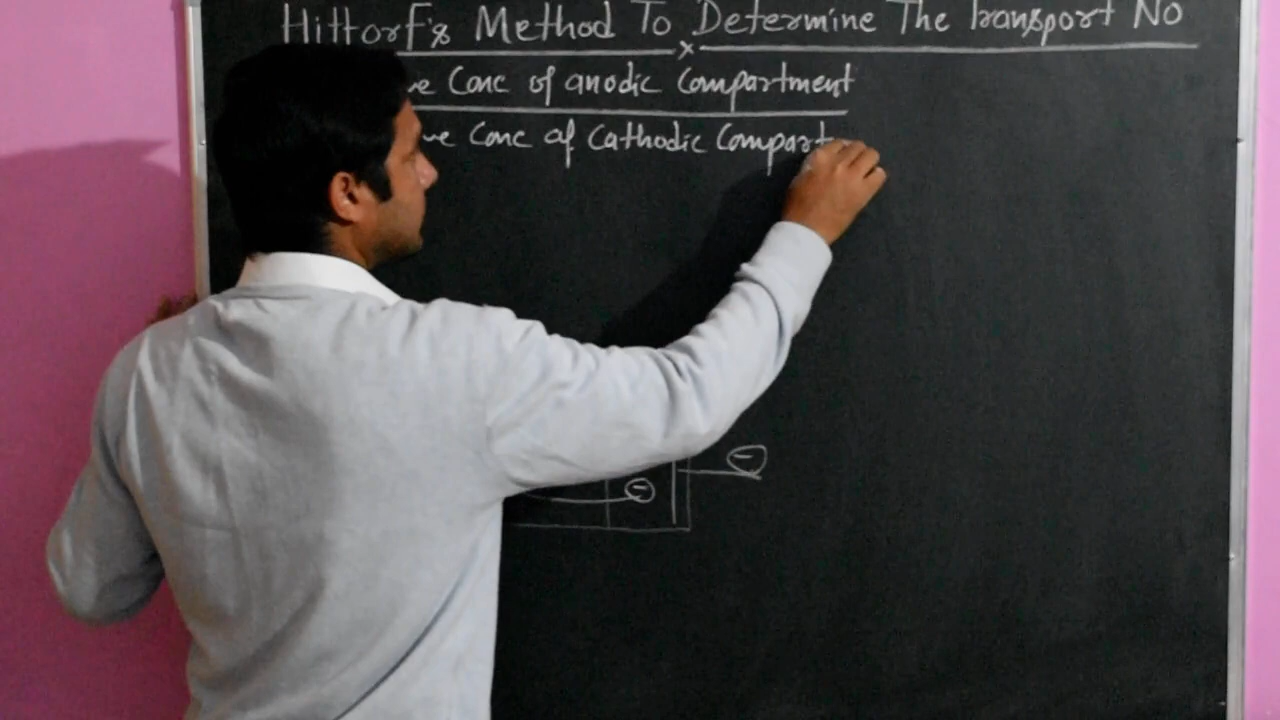 Hittorf's Method To Determine The Transport No
ve Conc of anodic Compartment
ve Conc of Cathodic Compart
-
-